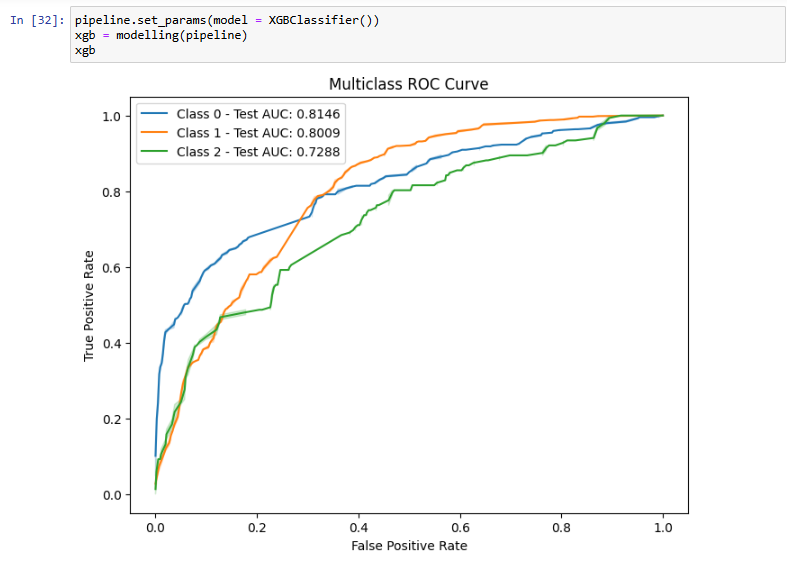 In [32]: pipeline.set_params(model = XGBClassifier())
xgb = modelling(pipeline)
xgb
Multiclass ROC Curve
Class 0 - Test AUC: 0.8146
Class 1 - Test AUC: 0.8009
Class 2 - Test AUC: 0.7288
1.0
0.8
0.6
0.4
0.2
0.0
True Positive Rate
0.0 0.2 0.4 0.6 0.8 1.0
False Positive Rate